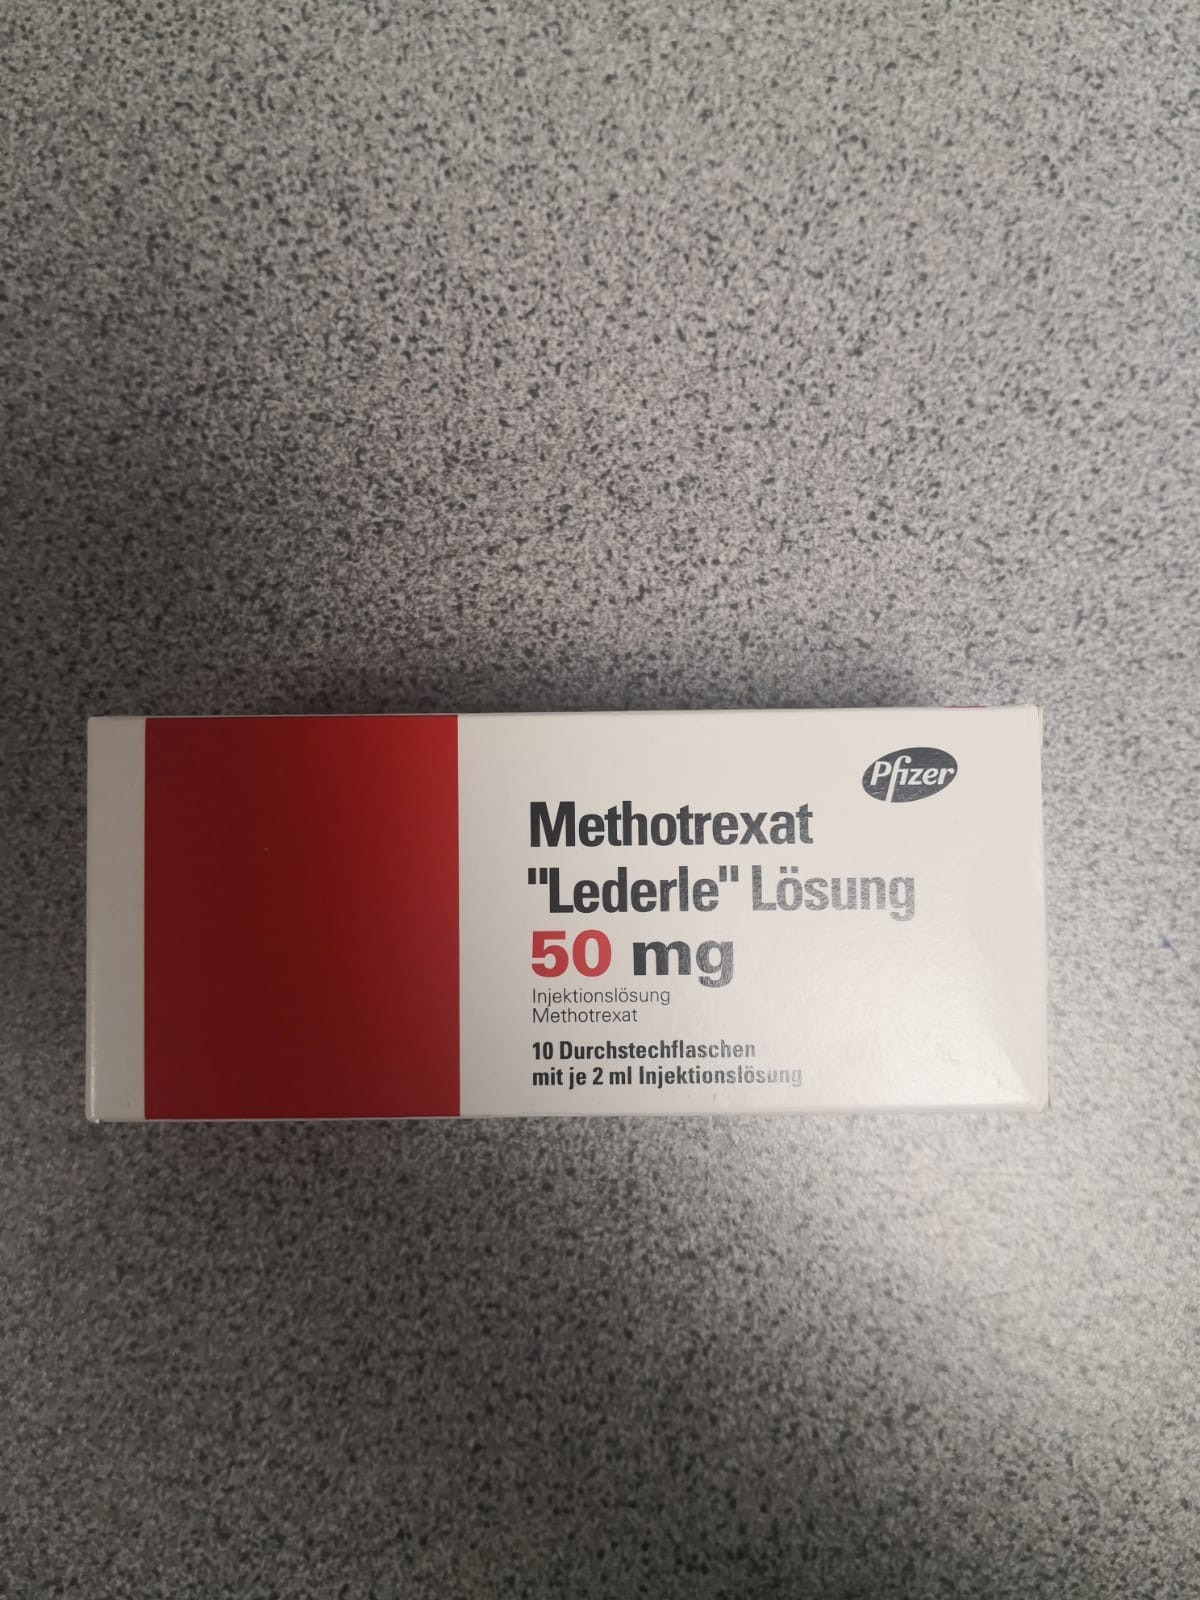 Pfizer
Methotrexat
"Lederle" Lösung
50 mg
Injektionslösung
Methotrexat
10 Durchstechflaschen
mit je 2 ml Injektionslösung